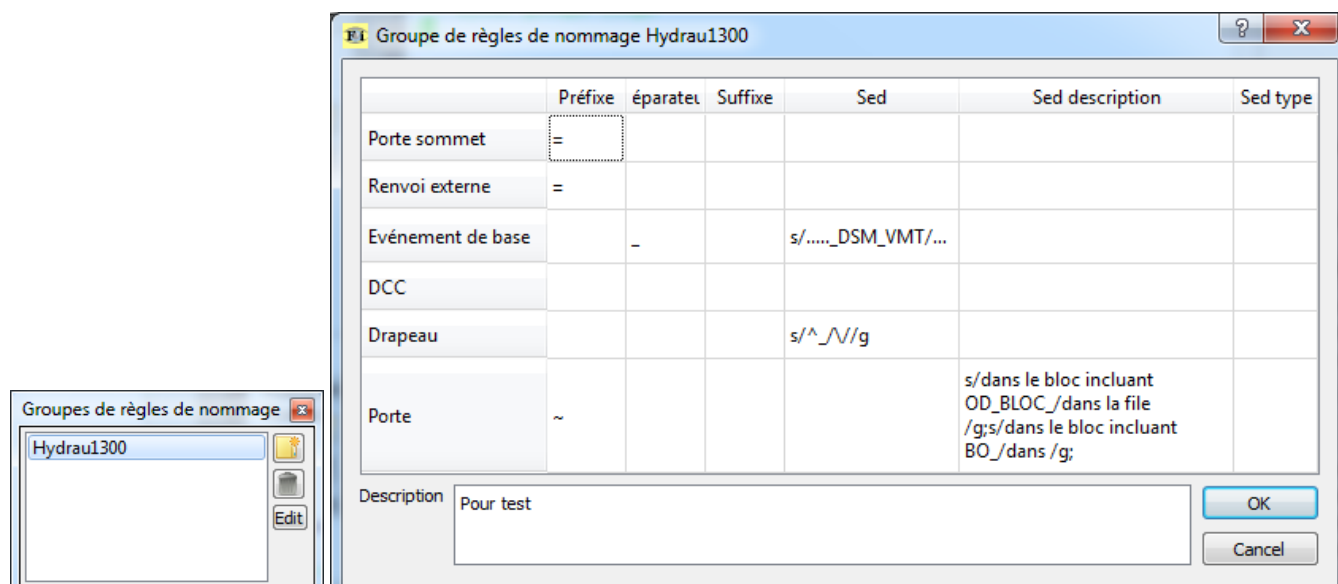 Groupe de règles de nommage Hydrau1300
Préfixe éparateu Suffixe Sed Sed description Sed type
Porte sommet =
Renvoi externe =
Evénement de base _ s/....._DSM_VMT/...
DCC
Drapeau s/^_/\//g
Porte ~
s/dans le bloc incluant
OD_BLOC_/dans la file
/g;s/dans le bloc incluant
BO_/dans /g;
Description Pour test
OK
Cancel
Groupes de règles de nommage
Hydrau1300
Edit